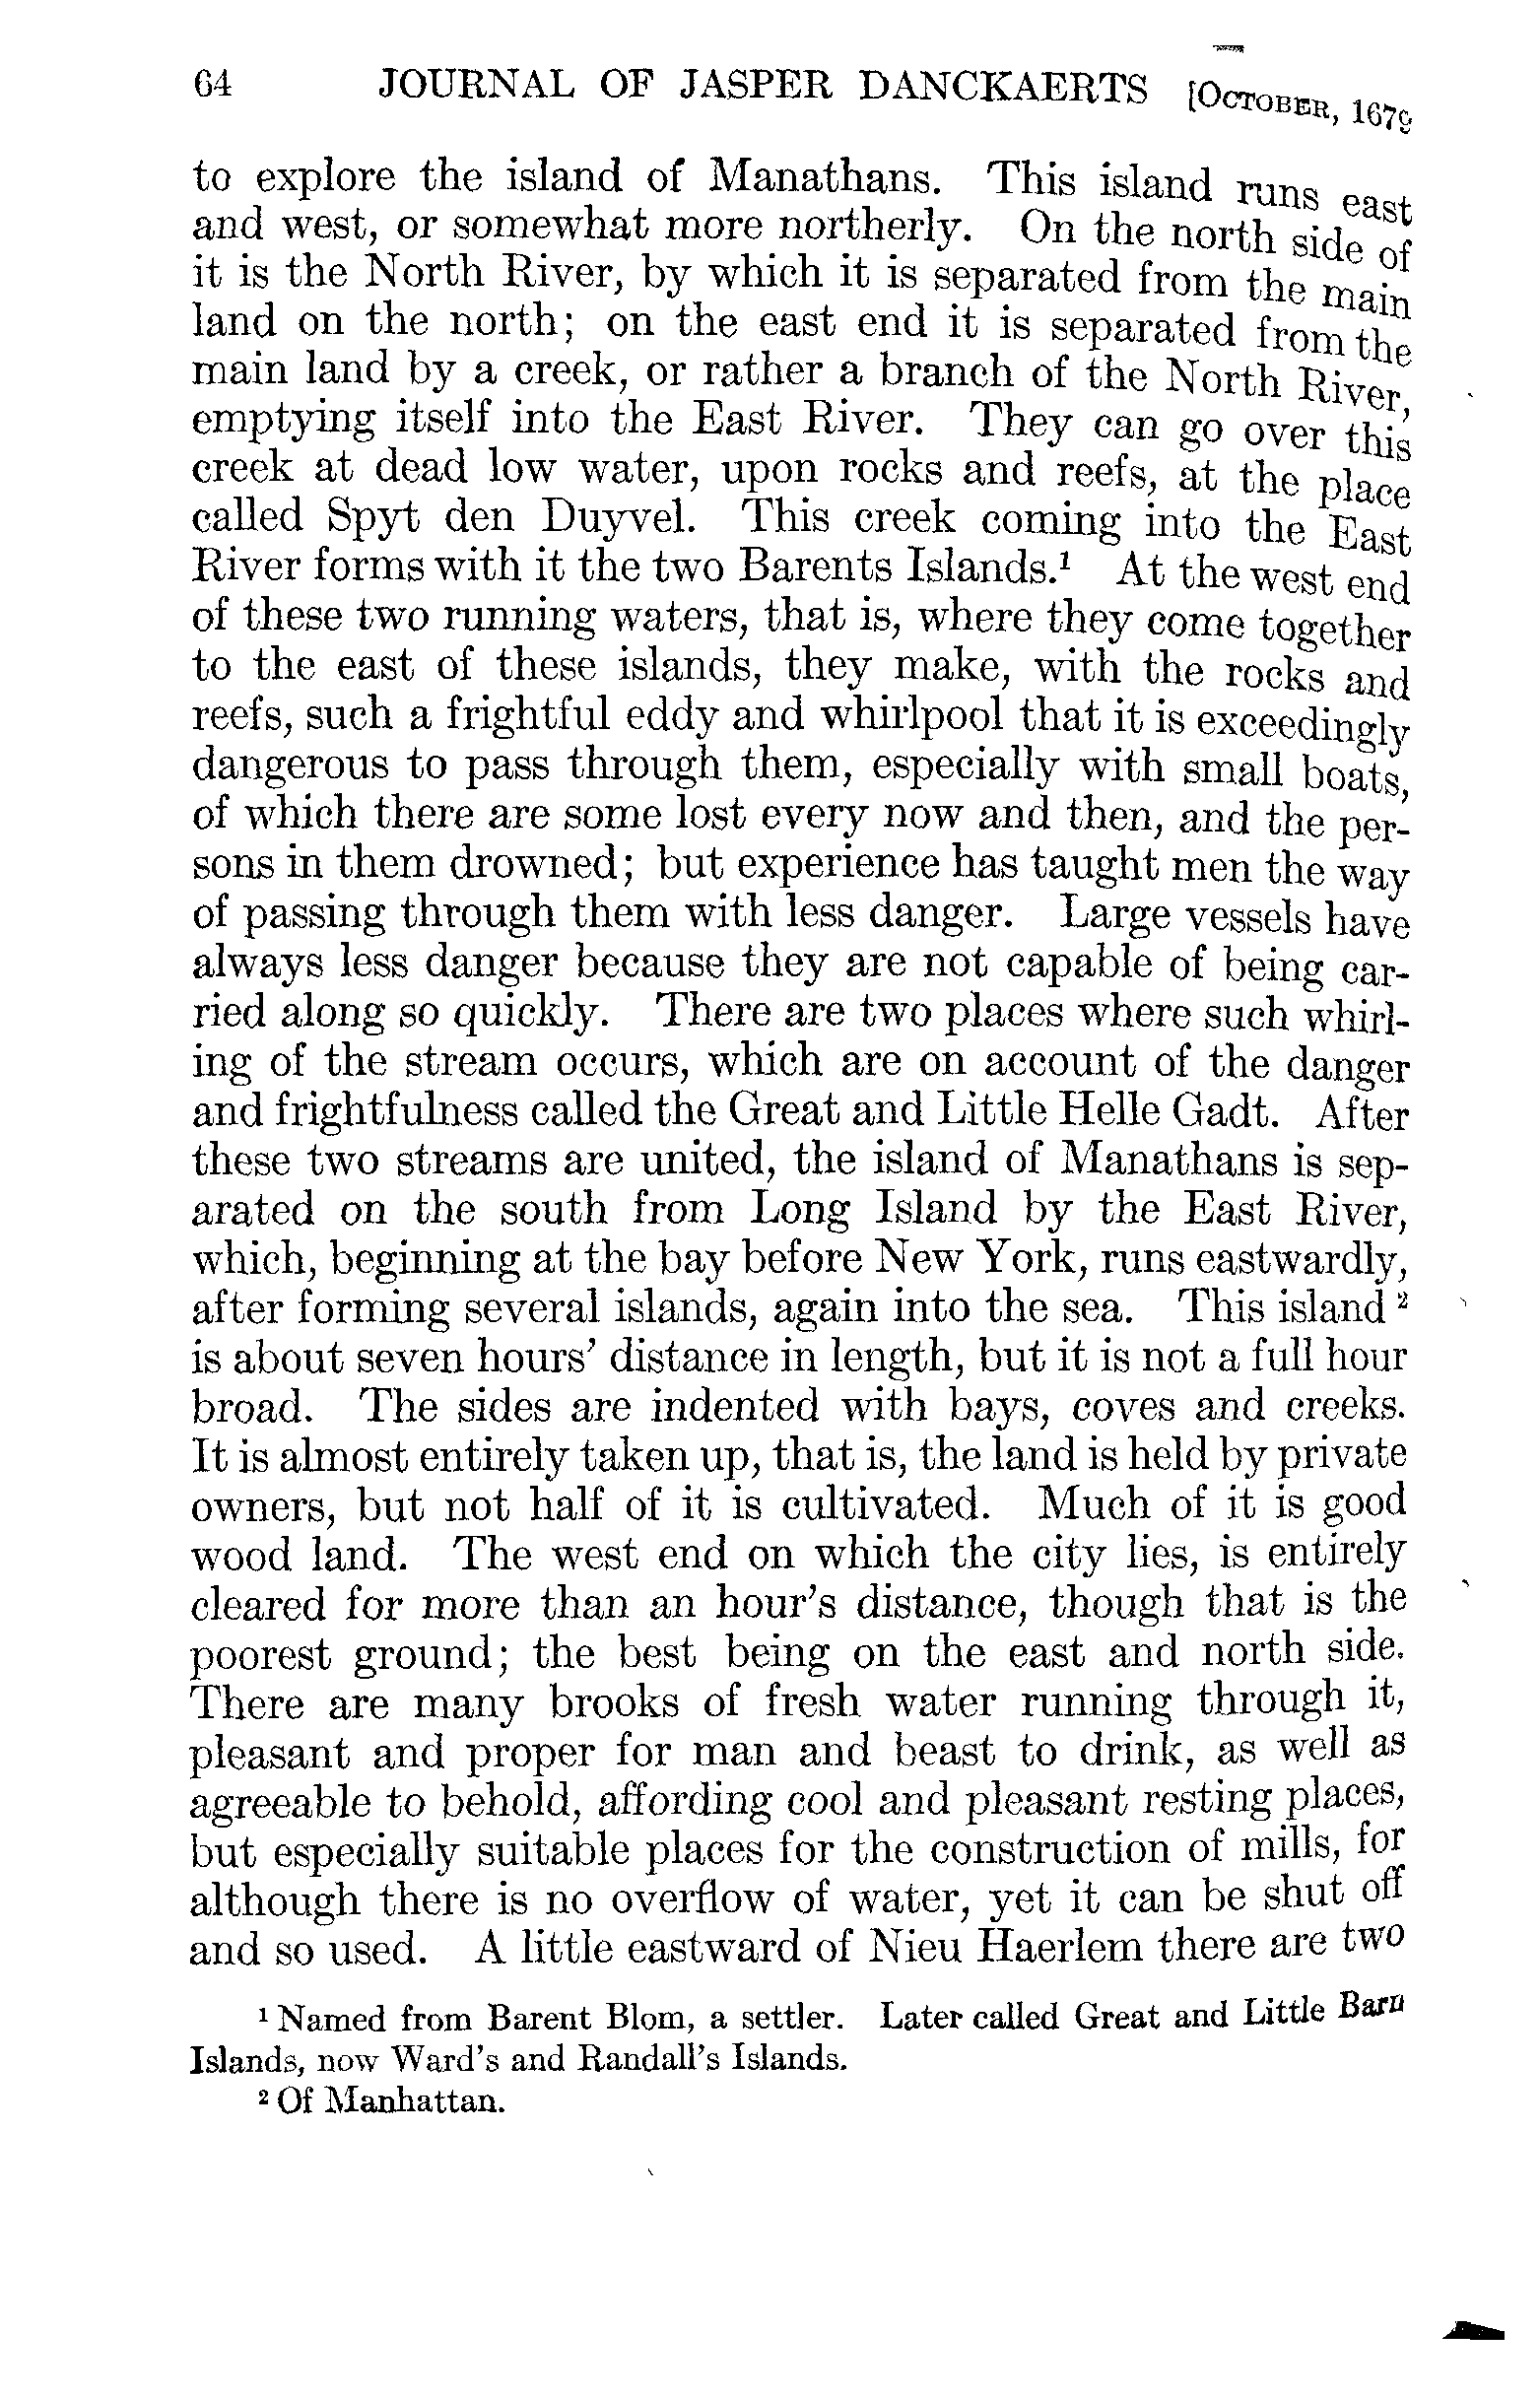 64 JOURNAL OF JASPER DANCKAERTS [OCTOBER, 1679
to explore the island of Manathans. This island runs east
and west, or somewhat more northerly. On the north side of
it is the North River, by which it is separated from the main
land on the north; on the east end it is separated from the
main land by a creek, or rather a branch of the North River,
emptying itself into the East River. They can go over this
creek at dead low water, upon rocks and reefs, at the place
called Spyt den Duyvel. This creek coming into the East
River forms with it the two Barents Islands.¹ At the west end
of these two running waters, that is, where they come together
to the east of these islands, they make, with the rocks and
reefs, such a frightful eddy and whirlpool that it is exceedingly
dangerous to pass through them, especially with small boats,
of which there are some lost every now and then, and the per-
sons in them drowned; but experience has taught men the way
of passing through them with less danger. Large vessels have
always less danger because they are not capable of being car-
ried along so quickly. There are two places where such whirl-
ing of the stream occurs, which are on account of the danger
and frightfulness called the Great and Little Helle Gadt. After
these two streams are united, the island of Manathans is sep-
arated on the south from Long Island by the East River,
which, beginning at the bay before New York, runs eastwardly,
after forming several islands, again into the sea. This island ²
is about seven hours' distance in length, but it is not a full hour
broad. The sides are indented with bays, coves and creeks.
It is almost entirely taken up, that is, the land is held by private
owners, but not half of it is cultivated. Much of it is good
wood land. The west end on which the city lies, is entirely
cleared for more than an hour's distance, though that is the
poorest ground; the best being on the east and north side.
There are many brooks of fresh water running through it,
pleasant and proper for man and beast to drink, as well as
agreeable to behold, affording cool and pleasant resting places,
but especially suitable places for the construction of mills, for
although there is no overflow of water, yet it can be shut off
and so used. A little eastward of Nieu Haerlem there are two
¹ Named from Barent Blom, a settler. Later called Great and Little Barn
Islands, now Ward's and Randall's Islands.
² Of Manhattan.